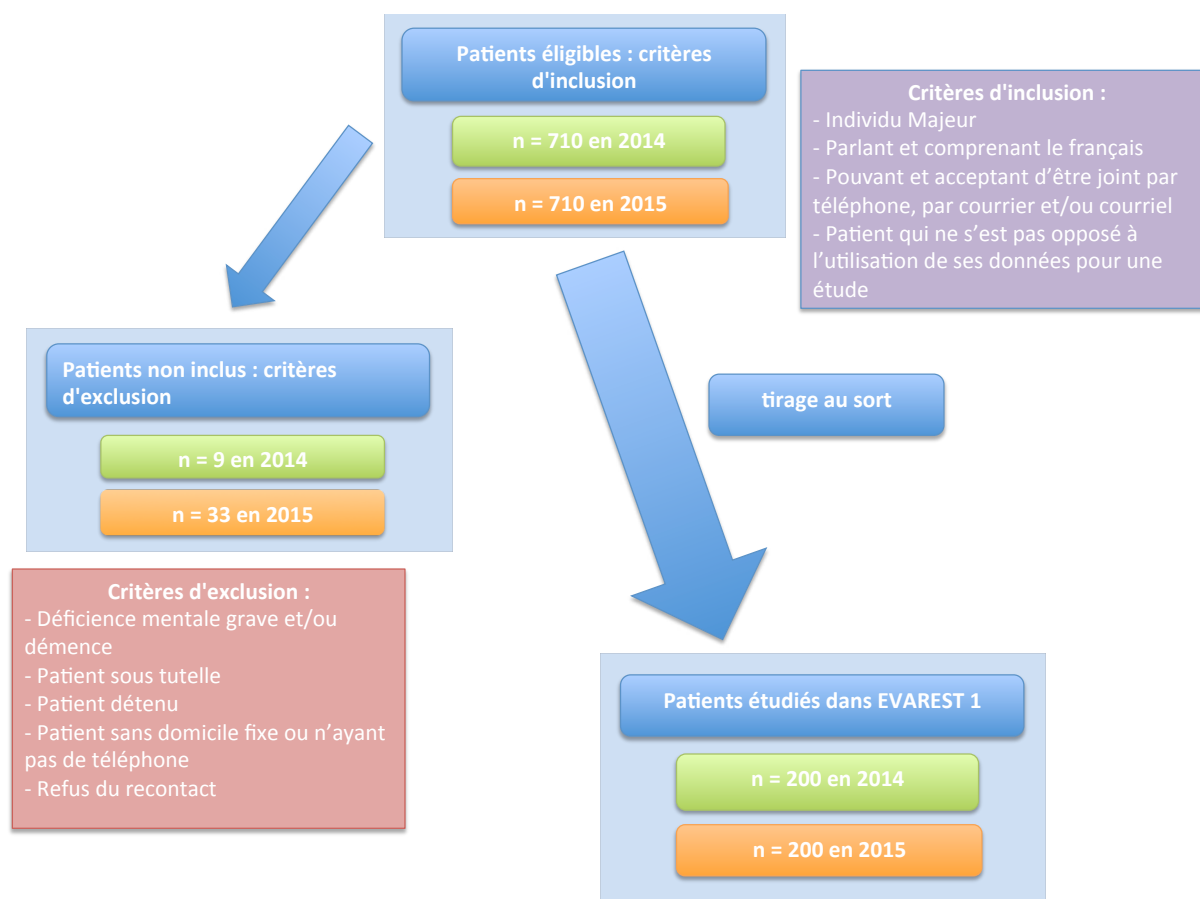 Patients éligibles : critères
d'inclusion
n = 710 en 2014
n = 710 en 2015
Critères d'inclusion :
- Individu Majeur
- Parlant et comprenant le français
- Pouvant et acceptant d’être joint par
téléphone, par courrier et/ou courriel
- Patient qui ne s’est pas opposé à
l’utilisation de ses données pour une
étude
Patients non inclus : critères
d'exclusion
n = 9 en 2014
n = 33 en 2015
tirage au sort
Critères d'exclusion :
- Déficience mentale grave et/ou
démence
- Patient sous tutelle
- Patient détenu
- Patient sans domicile fixe ou n’ayant
pas de téléphone
- Refus du recontact
Patients étudiés dans EVAREST 1
n = 200 en 2014
n = 200 en 2015